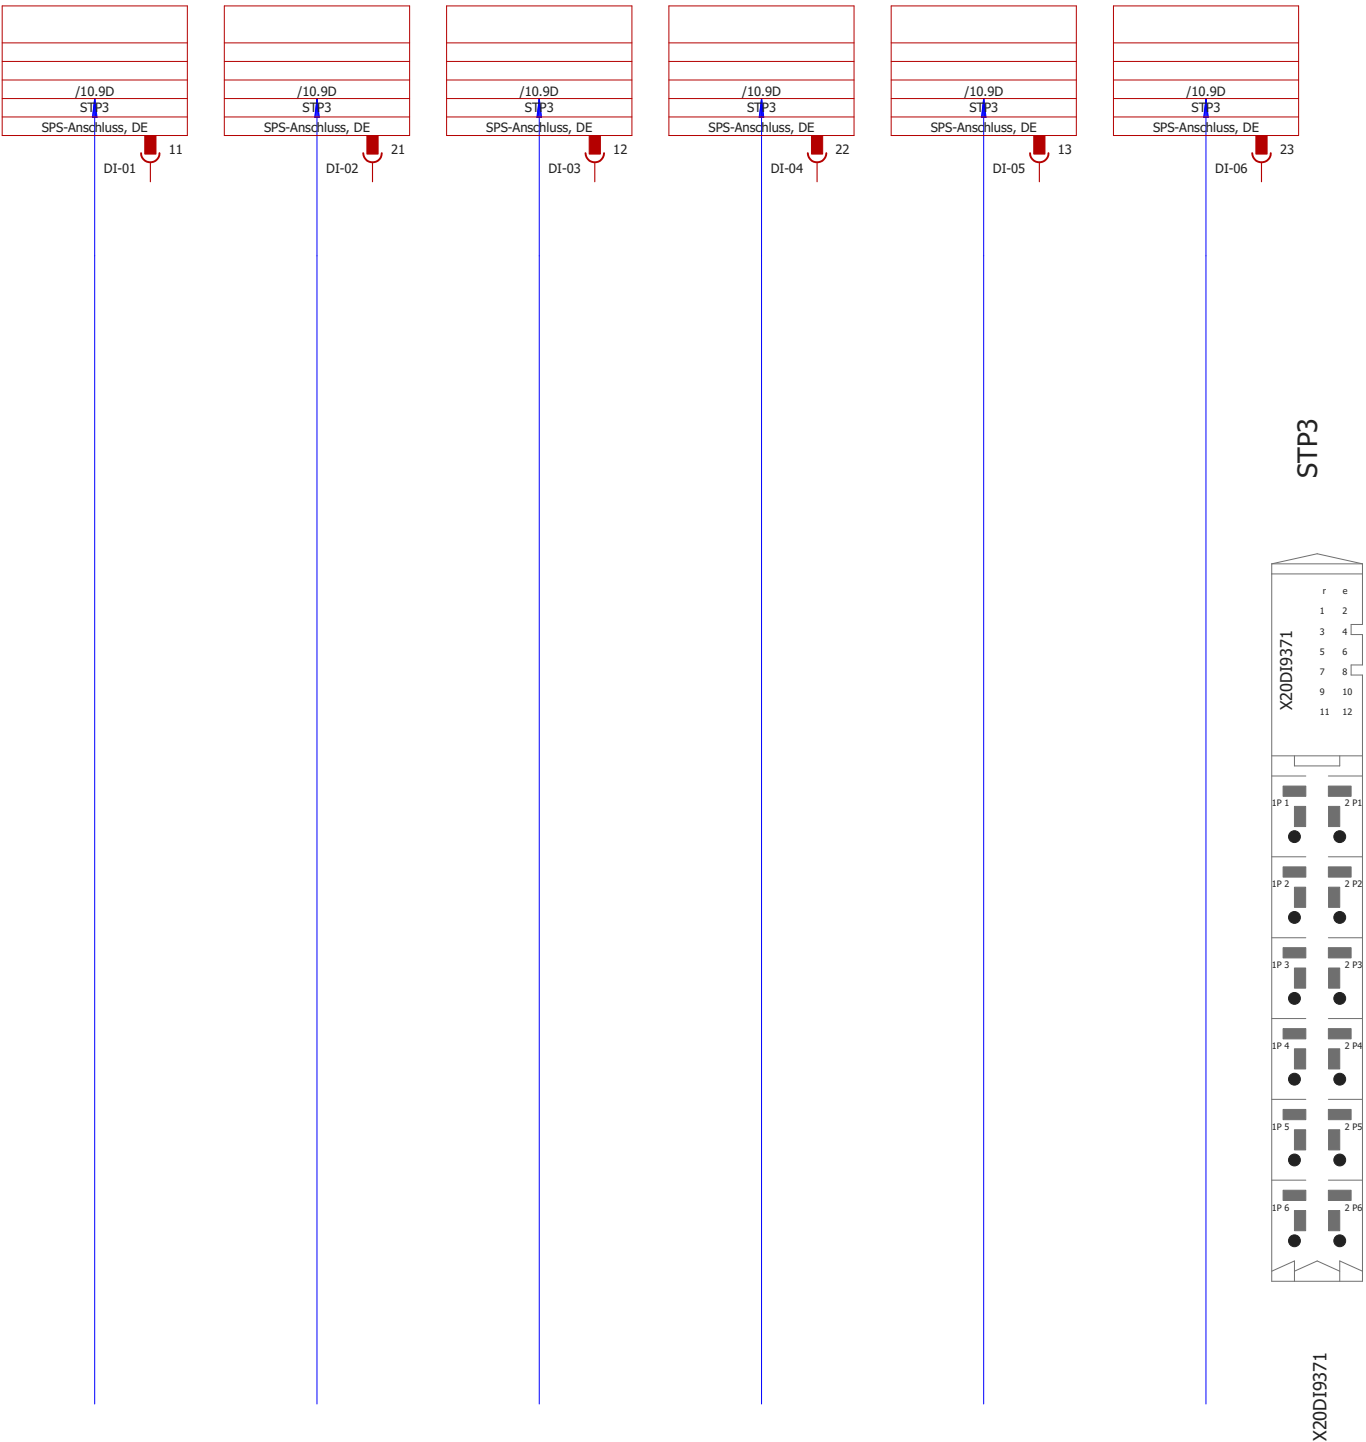 /10.9D /10.9D /10.9D /10.9D /10.9D /10.9D
STP3 STP3 STP3 STP3 STP3 STP3
SPS-Anschluss, DE SPS-Anschluss, DE SPS-Anschluss, DE SPS-Anschluss, DE SPS-Anschluss, DE SPS-Anschluss, DE
11 21 12 22 13 23
DI-01 DI-02 DI-03 DI-04 DI-05 DI-06
STP3
X20DI9371
r e
1 2
3 4
5 6
7 8
9 10
11 12
1P 1 2 P1
1P 2 2 P2
1P 3 2 P3
1P 4 2 P4
1P 5 2 P5
1P 6 2 P6
X20DI9371